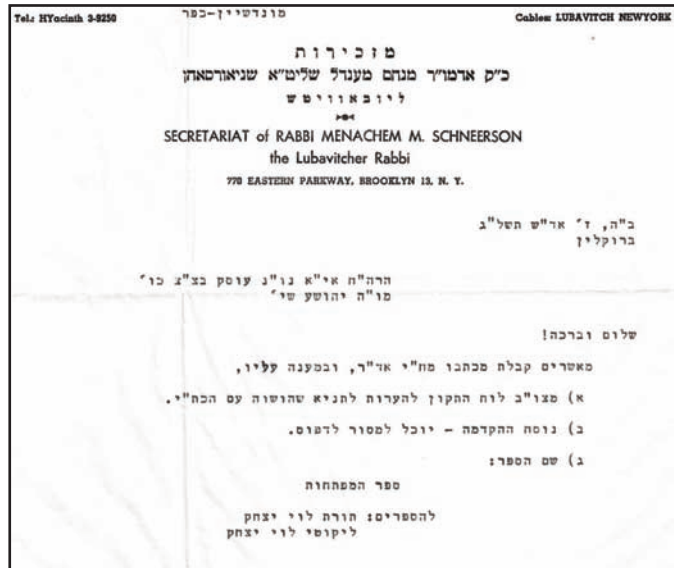 מונדשיין-כפר
Tel.: HYacinth 3-9250
Cables: LUBAVITCH NEWYORK
מזכירות
כ"ק אדמו"ר מנחם מענדל שליט"א שניאורסאהן
ליובאוויטש
SECRETARIAT of RABBI MENACHEM M. SCHNEERSON
the Lubavitcher Rabbi
770 EASTERN PARKWAY, BROOKLYN 13, N. Y.
ב"ה, ז' אד"ש תשל"ג
ברוקלין
הרה"ח אי"א נו"נ עוסק בצ"צ כו'
מו"ה יהושע שי'
שלום וברכה!
מאשרים קבלת מכתבו מח"י אד"ר, ובמענה עליו,
א) מצו"ב לוח התקון להערות לתניא שהושוה עם הכת"י.
ב) נוסח ההקדמה - יוכל למסור לדפוס.
ג) שם הספר:
ספר המפתחות
להספרים: תורת לוי יצחק
ליקוטי לוי יצחק